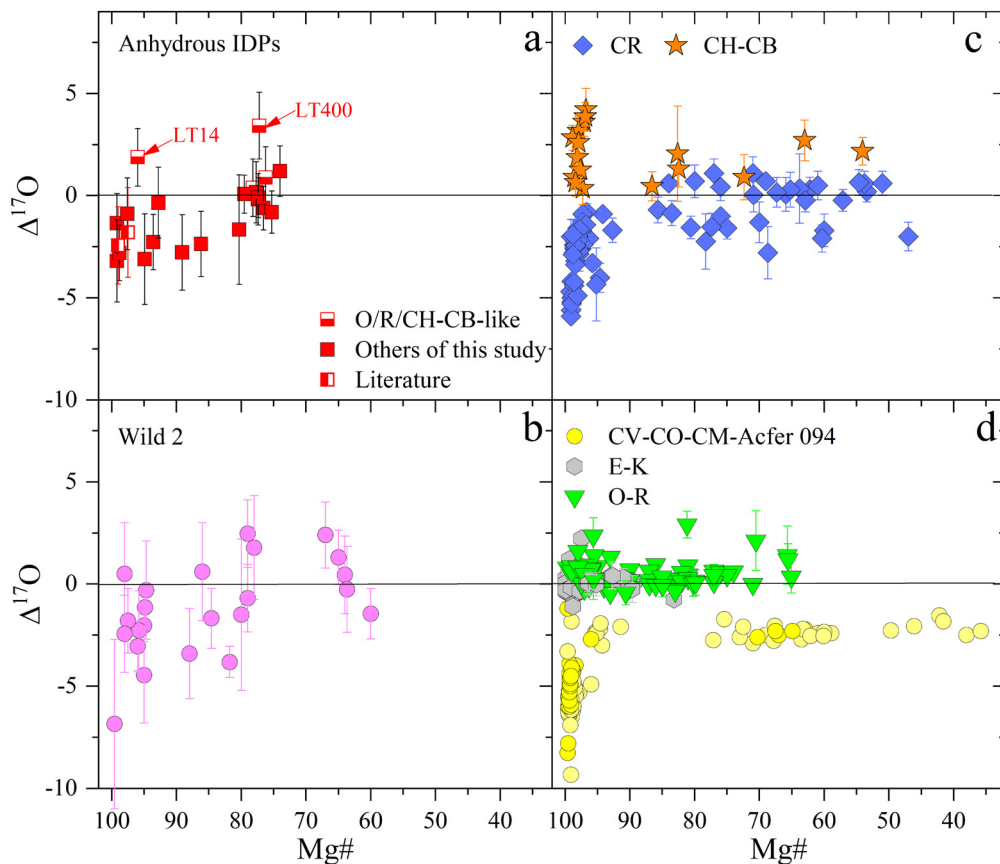 Anhydrous IDPs
a
LT14
LT400
O/R/CH-CB-like
Others of this study
Literature
5
0
-5
-10
Δ¹⁷O
CR
CH-CB
c
Wild 2
b
5
0
-5
-10
Δ¹⁷O
100 90 80 70 60 50 40
Mg#
CV-CO-CM-Acfer 094
d
E-K
O-R
100 90 80 70 60 50 40
Mg#